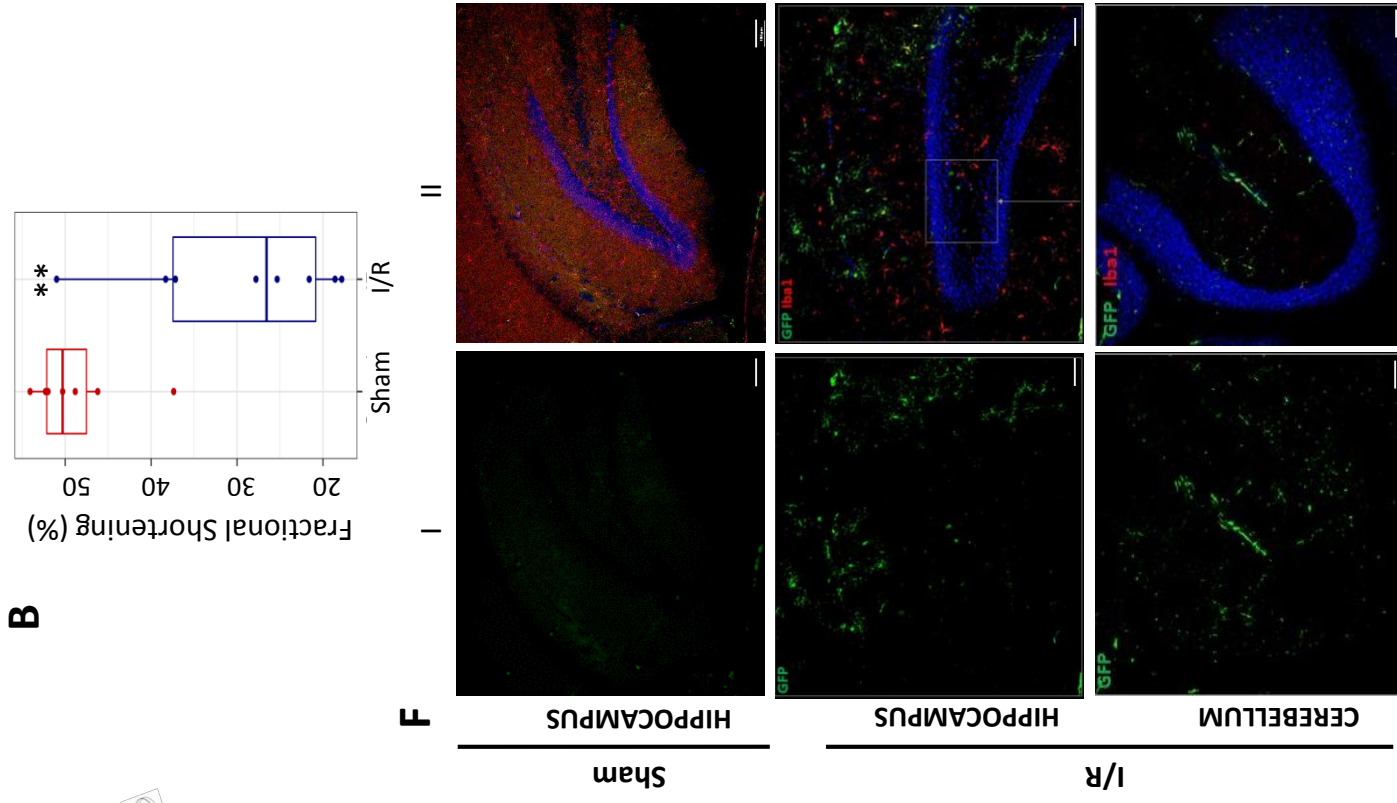 B
Fractional Shortening (%)
50
40
30
20
**
Sham
I/R
F
I
II
Sham
HIPPOCAMPUS
I/R
HIPPOCAMPUS
GFP
GFP Iba1
CEREBELLUM
GFP
GFP Iba1